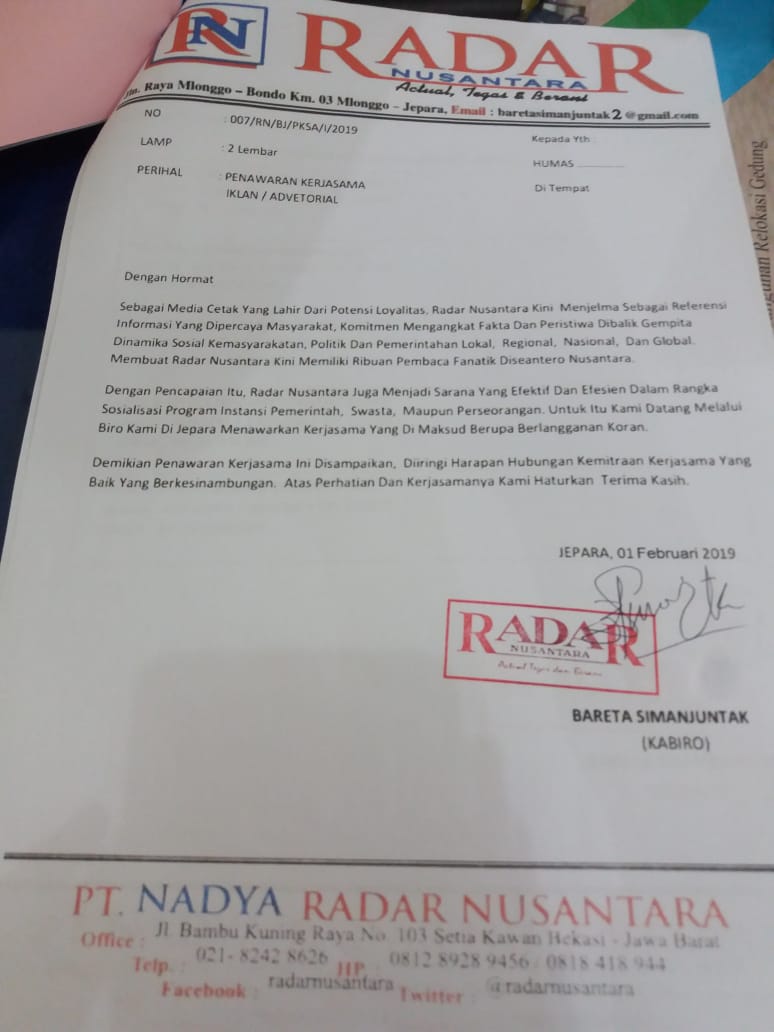 RN RADAR
NUSANTARA
Actual, Tegas & Berani
Jln. Raya Mlonggo – Bondo Km. 03 Mlonggo – Jepara, Email : baretasimanjuntak2@gmail.com
NO : 007/RN/BJ/PKSA/I/2019
LAMP : 2 Lembar
PERIHAL : PENAWARAN KERJASAMA
IKLAN / ADVETORIAL
Kepada Yth :
HUMAS ..............
Di Tempat
Dengan Hormat
Sebagai Media Cetak Yang Lahir Dari Potensi Loyalitas, Radar Nusantara Kini Menjelma Sebagai Referensi
Informasi Yang Dipercaya Masyarakat, Komitmen Mengangkat Fakta Dan Peristiwa Dibalik Gempita
Dinamika Sosial Kemasyarakatan, Politik Dan Pemerintahan Lokal, Regional, Nasional, Dan Global.
Membuat Radar Nusantara Kini Memiliki Ribuan Pembaca Fanatik Diseantero Nusantara.
Dengan Pencapaian Itu, Radar Nusantara Juga Menjadi Sarana Yang Efektif Dan Efesien Dalam Rangka
Sosialisasi Program Instansi Pemerintah, Swasta, Maupun Perseorangan. Untuk Itu Kami Datang Melalui
Biro Kami Di Jepara Menawarkan Kerjasama Yang Di Maksud Berupa Berlangganan Koran.
Demikian Penawaran Kerjasama Ini Disampaikan, Diiringi Harapan Hubungan Kemitraan Kerjasama Yang
Baik Yang Berkesinambungan. Atas Perhatian Dan Kerjasamanya Kami Haturkan Terima Kasih.
JEPARA, 01 Februari 2019
RADAR
NUSANTARA
Actual Tegas dan Berani
BARETA SIMANJUNTAK
(KABIRO)
PT. NADYA RADAR NUSANTARA
Office : Jl. Bambu Kuning Raya No. 103 Setia Kawan Bekasi - Jawa Barat
Telp. : 021- 8242 8626 HP : 0812 8928 9456 - 0818 418 944
Facebook : radarnusantara Twitter : @radarnusantara
Relokasi Gedung